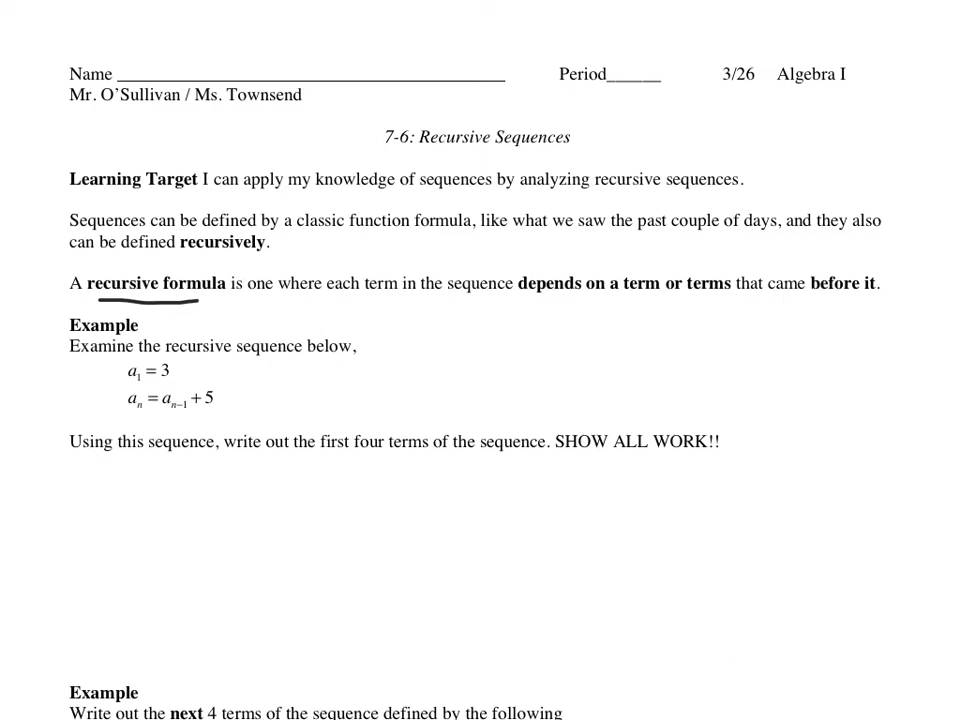 Name ___________________________________________ Period______ 3/26 Algebra I
Mr. O’Sullivan / Ms. Townsend
7-6: Recursive Sequences
Learning Target I can apply my knowledge of sequences by analyzing recursive sequences.
Sequences can be defined by a classic function formula, like what we saw the past couple of days, and they also
can be defined recursively.
A recursive formula is one where each term in the sequence depends on a term or terms that came before it.
Example
Examine the recursive sequence below,
a₁ = 3
aₙ = aₙ₋₁ + 5
Using this sequence, write out the first four terms of the sequence. SHOW ALL WORK!!
Example
Write out the next 4 terms of the sequence defined by the following